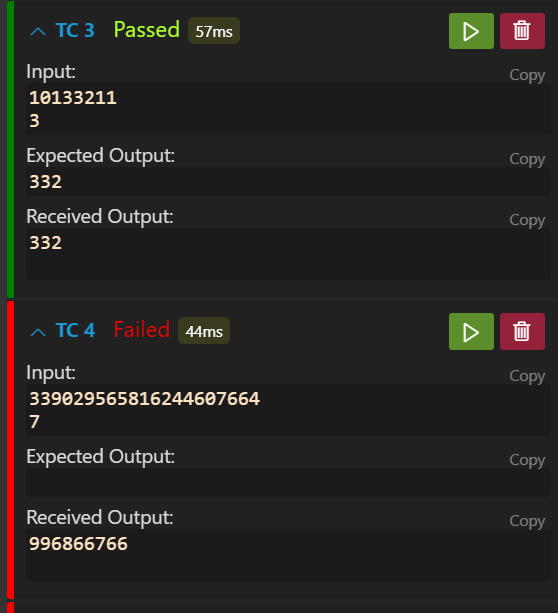 TC 3 Passed 57ms
Input:
Copy
10133211
3
Expected Output:
Copy
332
Received Output:
Copy
332
TC 4 Failed 44ms
Input:
Copy
339029565816244607664
7
Expected Output:
Copy
Received Output:
Copy
996866766